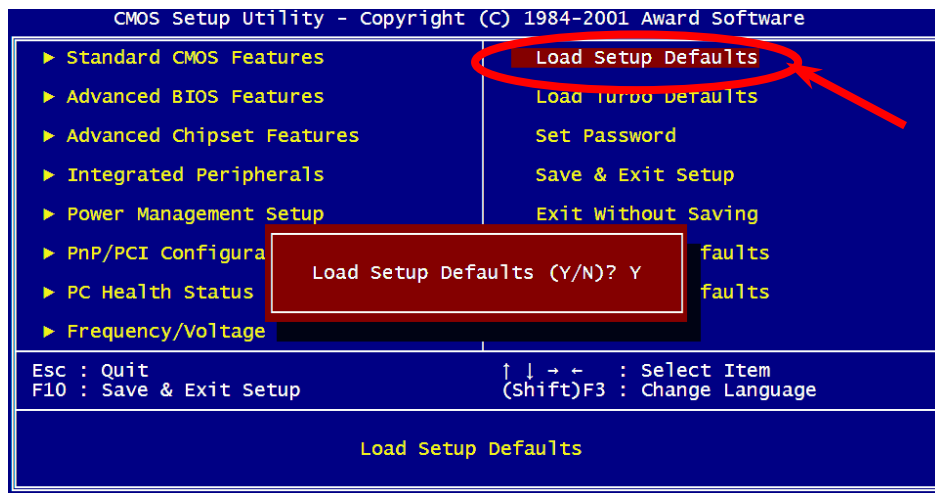 CMOS Setup Utility - Copyright (C) 1984-2001 Award Software
► Standard CMOS Features
► Advanced BIOS Features
► Advanced Chipset Features
► Integrated Peripherals
► Power Management Setup
► PnP/PCI Configura
► PC Health Status
► Frequency/Voltage
Load Setup Defaults
Load Turbo Defaults
Set Password
Save & Exit Setup
Exit Without Saving
faults
faults
Load Setup Defaults (Y/N)? Y
Esc : Quit
F10 : Save & Exit Setup
↑ ↓ → ← : Select Item
(Shift)F3 : Change Language
Load Setup Defaults